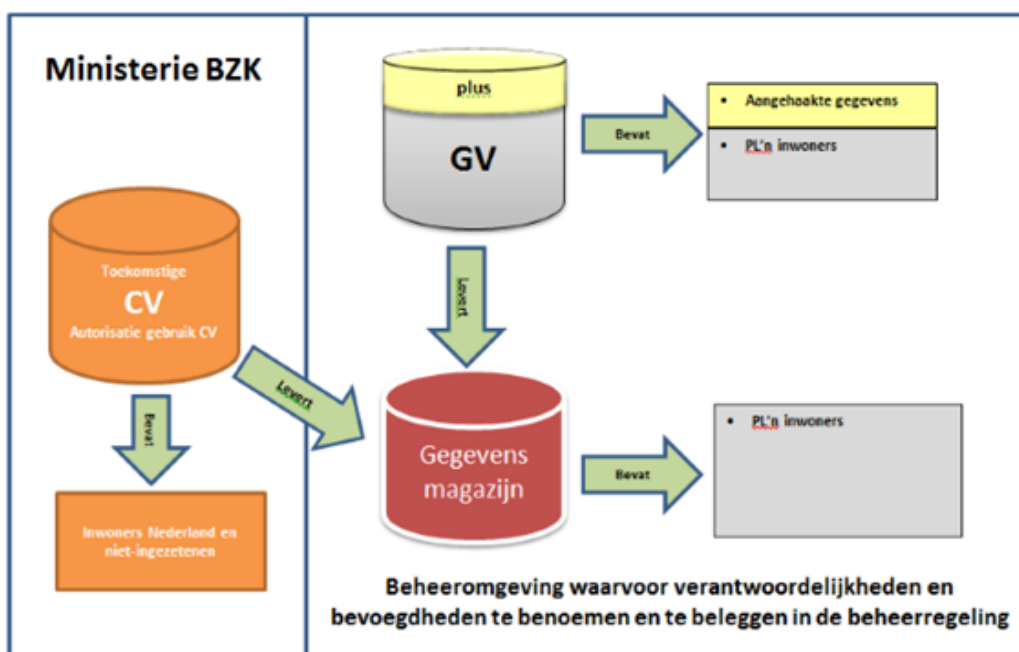 Ministerie BZK
Toekomstige
CV
Autorisatie gebruik CV
Bevat
Inwoners Nederland en
niet-ingezetenen
Levert
plus
GV
Bevat
• Aangehaakte gegevens
• PL'n inwoners
Levert
Gegevens
magazijn
Bevat
• PL'n inwoners
Beheeromgeving waarvoor verantwoordelijkheden en
bevoegdheden te benoemen en te beleggen in de beheerregeling